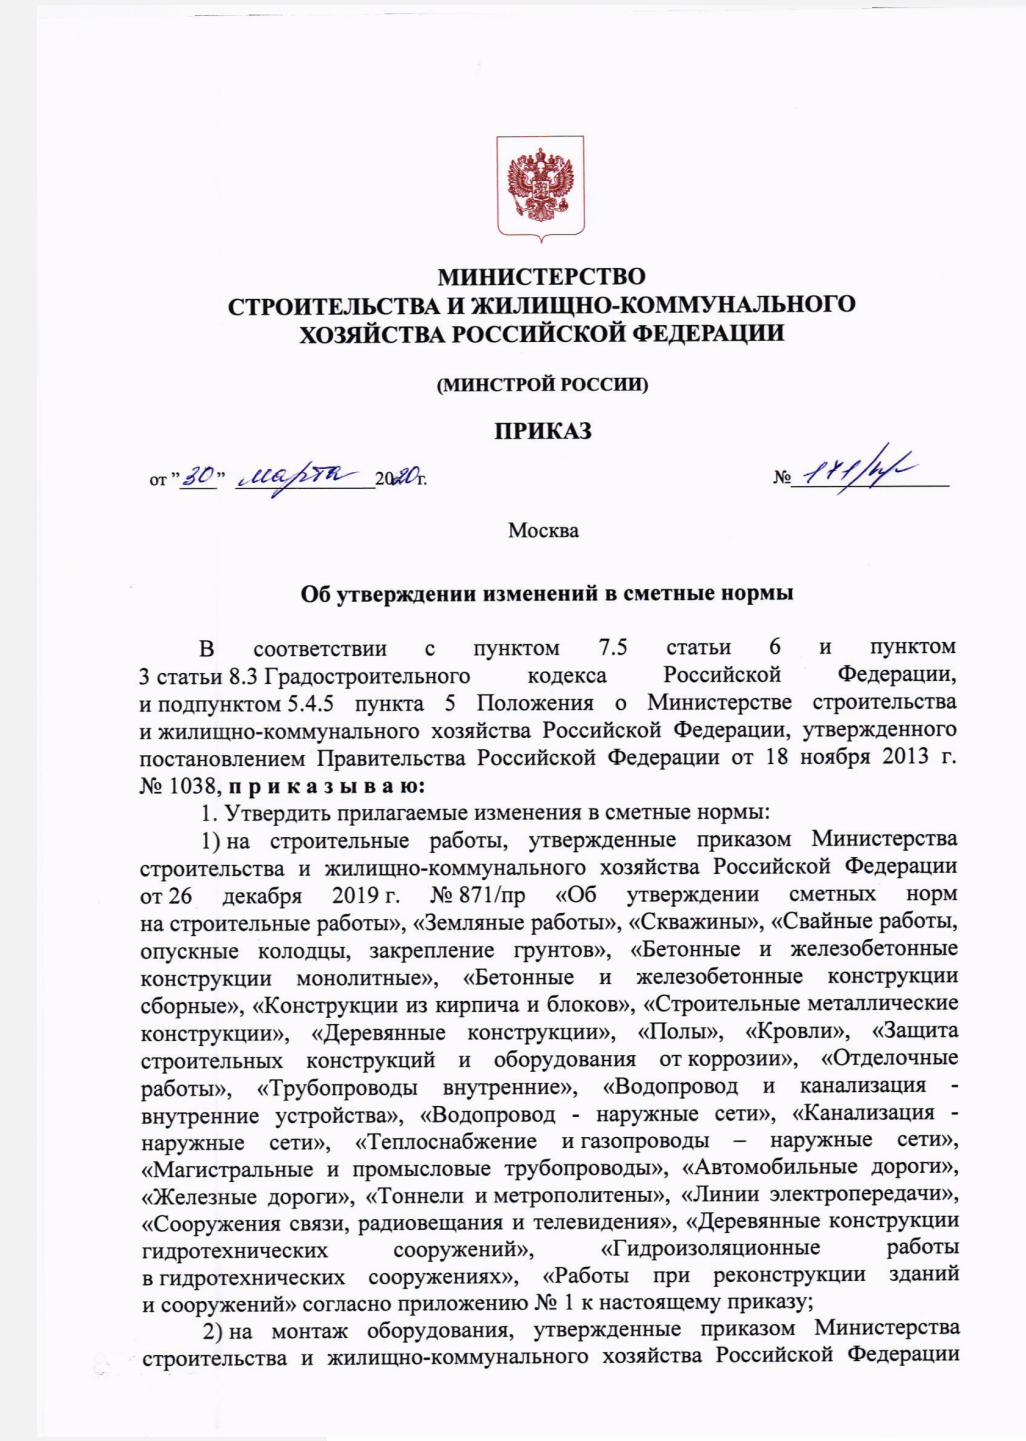 МИНИСТЕРСТВО
СТРОИТЕЛЬСТВА И ЖИЛИЩНО-КОММУНАЛЬНОГО
ХОЗЯЙСТВА РОССИЙСКОЙ ФЕДЕРАЦИИ
(МИНСТРОЙ РОССИИ)
ПРИКАЗ
от ”30” марта 2020г. № 171/пр
Москва
Об утверждении изменений в сметные нормы
В соответствии с пунктом 7.5 статьи 6 и пунктом
3 статьи 8.3 Градостроительного кодекса Российской Федерации,
и подпунктом 5.4.5 пункта 5 Положения о Министерстве строительства
и жилищно-коммунального хозяйства Российской Федерации, утвержденного
постановлением Правительства Российской Федерации от 18 ноября 2013 г.
№ 1038, п р и к а з ы в а ю:
1. Утвердить прилагаемые изменения в сметные нормы:
1) на строительные работы, утвержденные приказом Министерства
строительства и жилищно-коммунального хозяйства Российской Федерации
от 26 декабря 2019 г. № 871/пр «Об утверждении сметных норм
на строительные работы», «Земляные работы», «Скважины», «Свайные работы,
опускные колодцы, закрепление грунтов», «Бетонные и железобетонные
конструкции монолитные», «Бетонные и железобетонные конструкции
сборные», «Конструкции из кирпича и блоков», «Строительные металлические
конструкции», «Деревянные конструкции», «Полы», «Кровли», «Защита
строительных конструкций и оборудования от коррозии», «Отделочные
работы», «Трубопроводы внутренние», «Водопровод и канализация -
внутренние устройства», «Водопровод - наружные сети», «Канализация -
наружные сети», «Теплоснабжение и газопроводы – наружные сети»,
«Магистральные и промысловые трубопроводы», «Автомобильные дороги»,
«Железные дороги», «Тоннели и метрополитены», «Линии электропередачи»,
«Сооружения связи, радиовещания и телевидения», «Деревянные конструкции
гидротехнических сооружений», «Гидроизоляционные работы
в гидротехнических сооружениях», «Работы при реконструкции зданий
и сооружений» согласно приложению № 1 к настоящему приказу;
2) на монтаж оборудования, утвержденные приказом Министерства
строительства и жилищно-коммунального хозяйства Российской Федерации